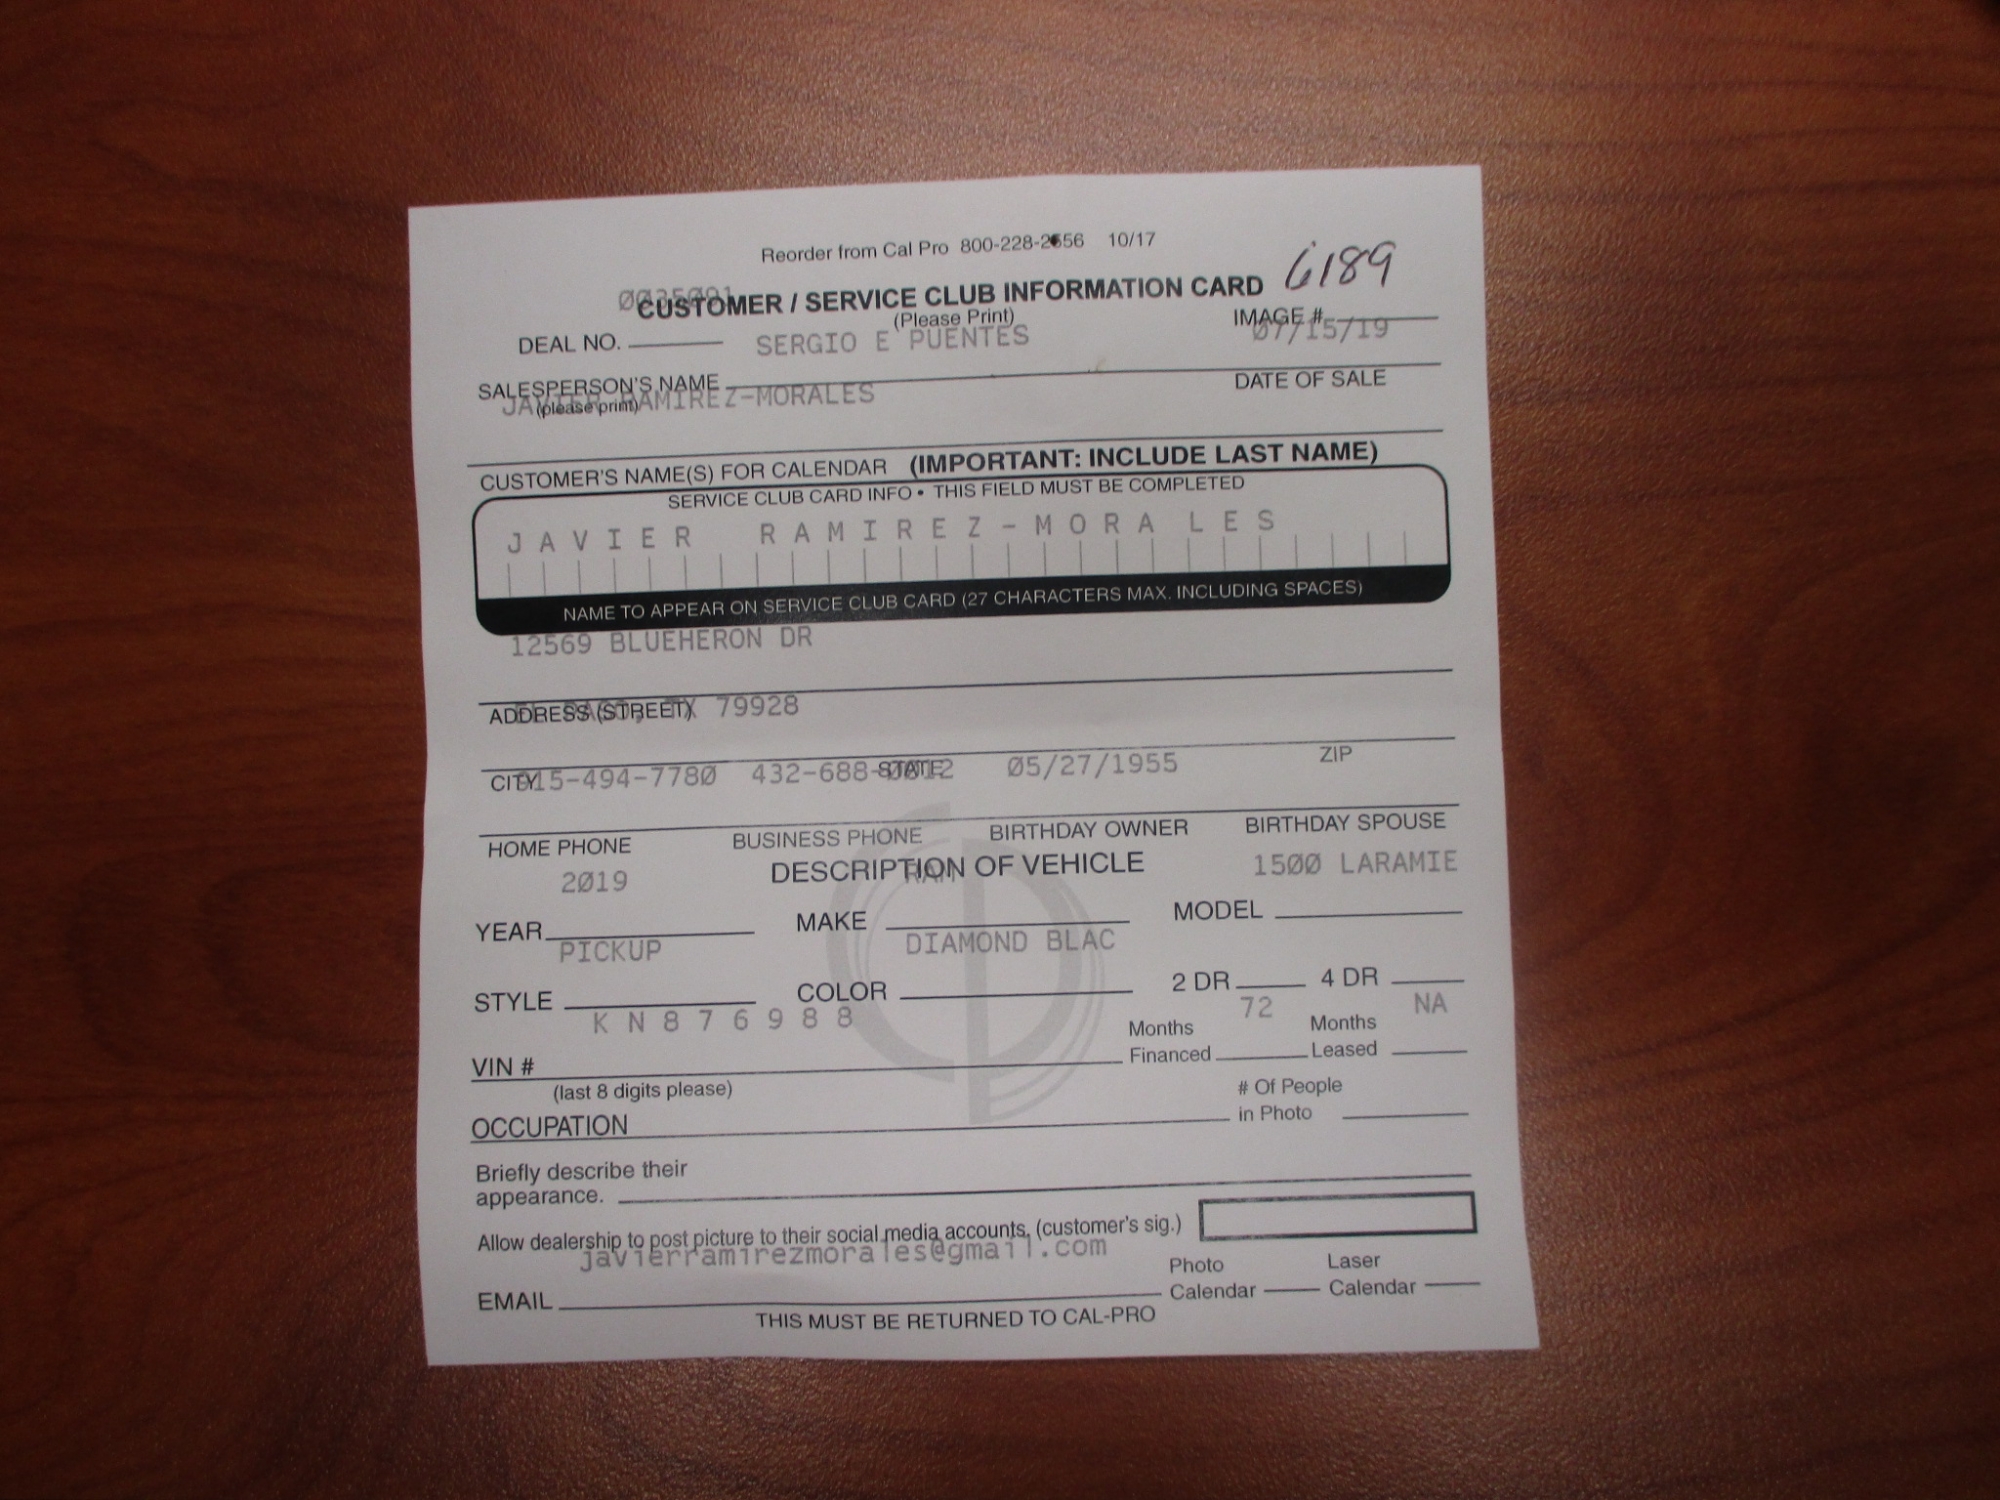 Reorder from Cal Pro 800-228-2656 10/17
6189
CUSTOMER / SERVICE CLUB INFORMATION CARD
(Please Print)
IMAGE #
07/15/19
DEAL NO. SERGIO E PUENTES
SALESPERSON'S NAME DATE OF SALE
(please print)
JAVIER RAMIREZ-MORALES
CUSTOMER'S NAME(S) FOR CALENDAR (IMPORTANT: INCLUDE LAST NAME)
SERVICE CLUB CARD INFO • THIS FIELD MUST BE COMPLETED
JAVIER RAMIREZ-MORALES
NAME TO APPEAR ON SERVICE CLUB CARD (27 CHARACTERS MAX. INCLUDING SPACES)
12569 BLUEHERON DR
ADDRESS (STREET)
EL PASO, TX 79928
CITY STATE ZIP
915-494-7780 05/27/1955
HOME PHONE BUSINESS PHONE BIRTHDAY OWNER BIRTHDAY SPOUSE
DESCRIPTION OF VEHICLE
2019 RAM 1500 LARAMIE
YEAR MAKE MODEL
PICKUP DIAMOND BLAC
STYLE COLOR 2 DR 4 DR
KN876988 72 NA
VIN # Months Financed Months Leased
(last 8 digits please)
OCCUPATION # Of People in Photo
Briefly describe their
appearance.
Allow dealership to post picture to their social media accounts, (customer's sig.)
javierramirezmorales@gmail.com
EMAIL Photo Calendar Laser Calendar
THIS MUST BE RETURNED TO CAL-PRO